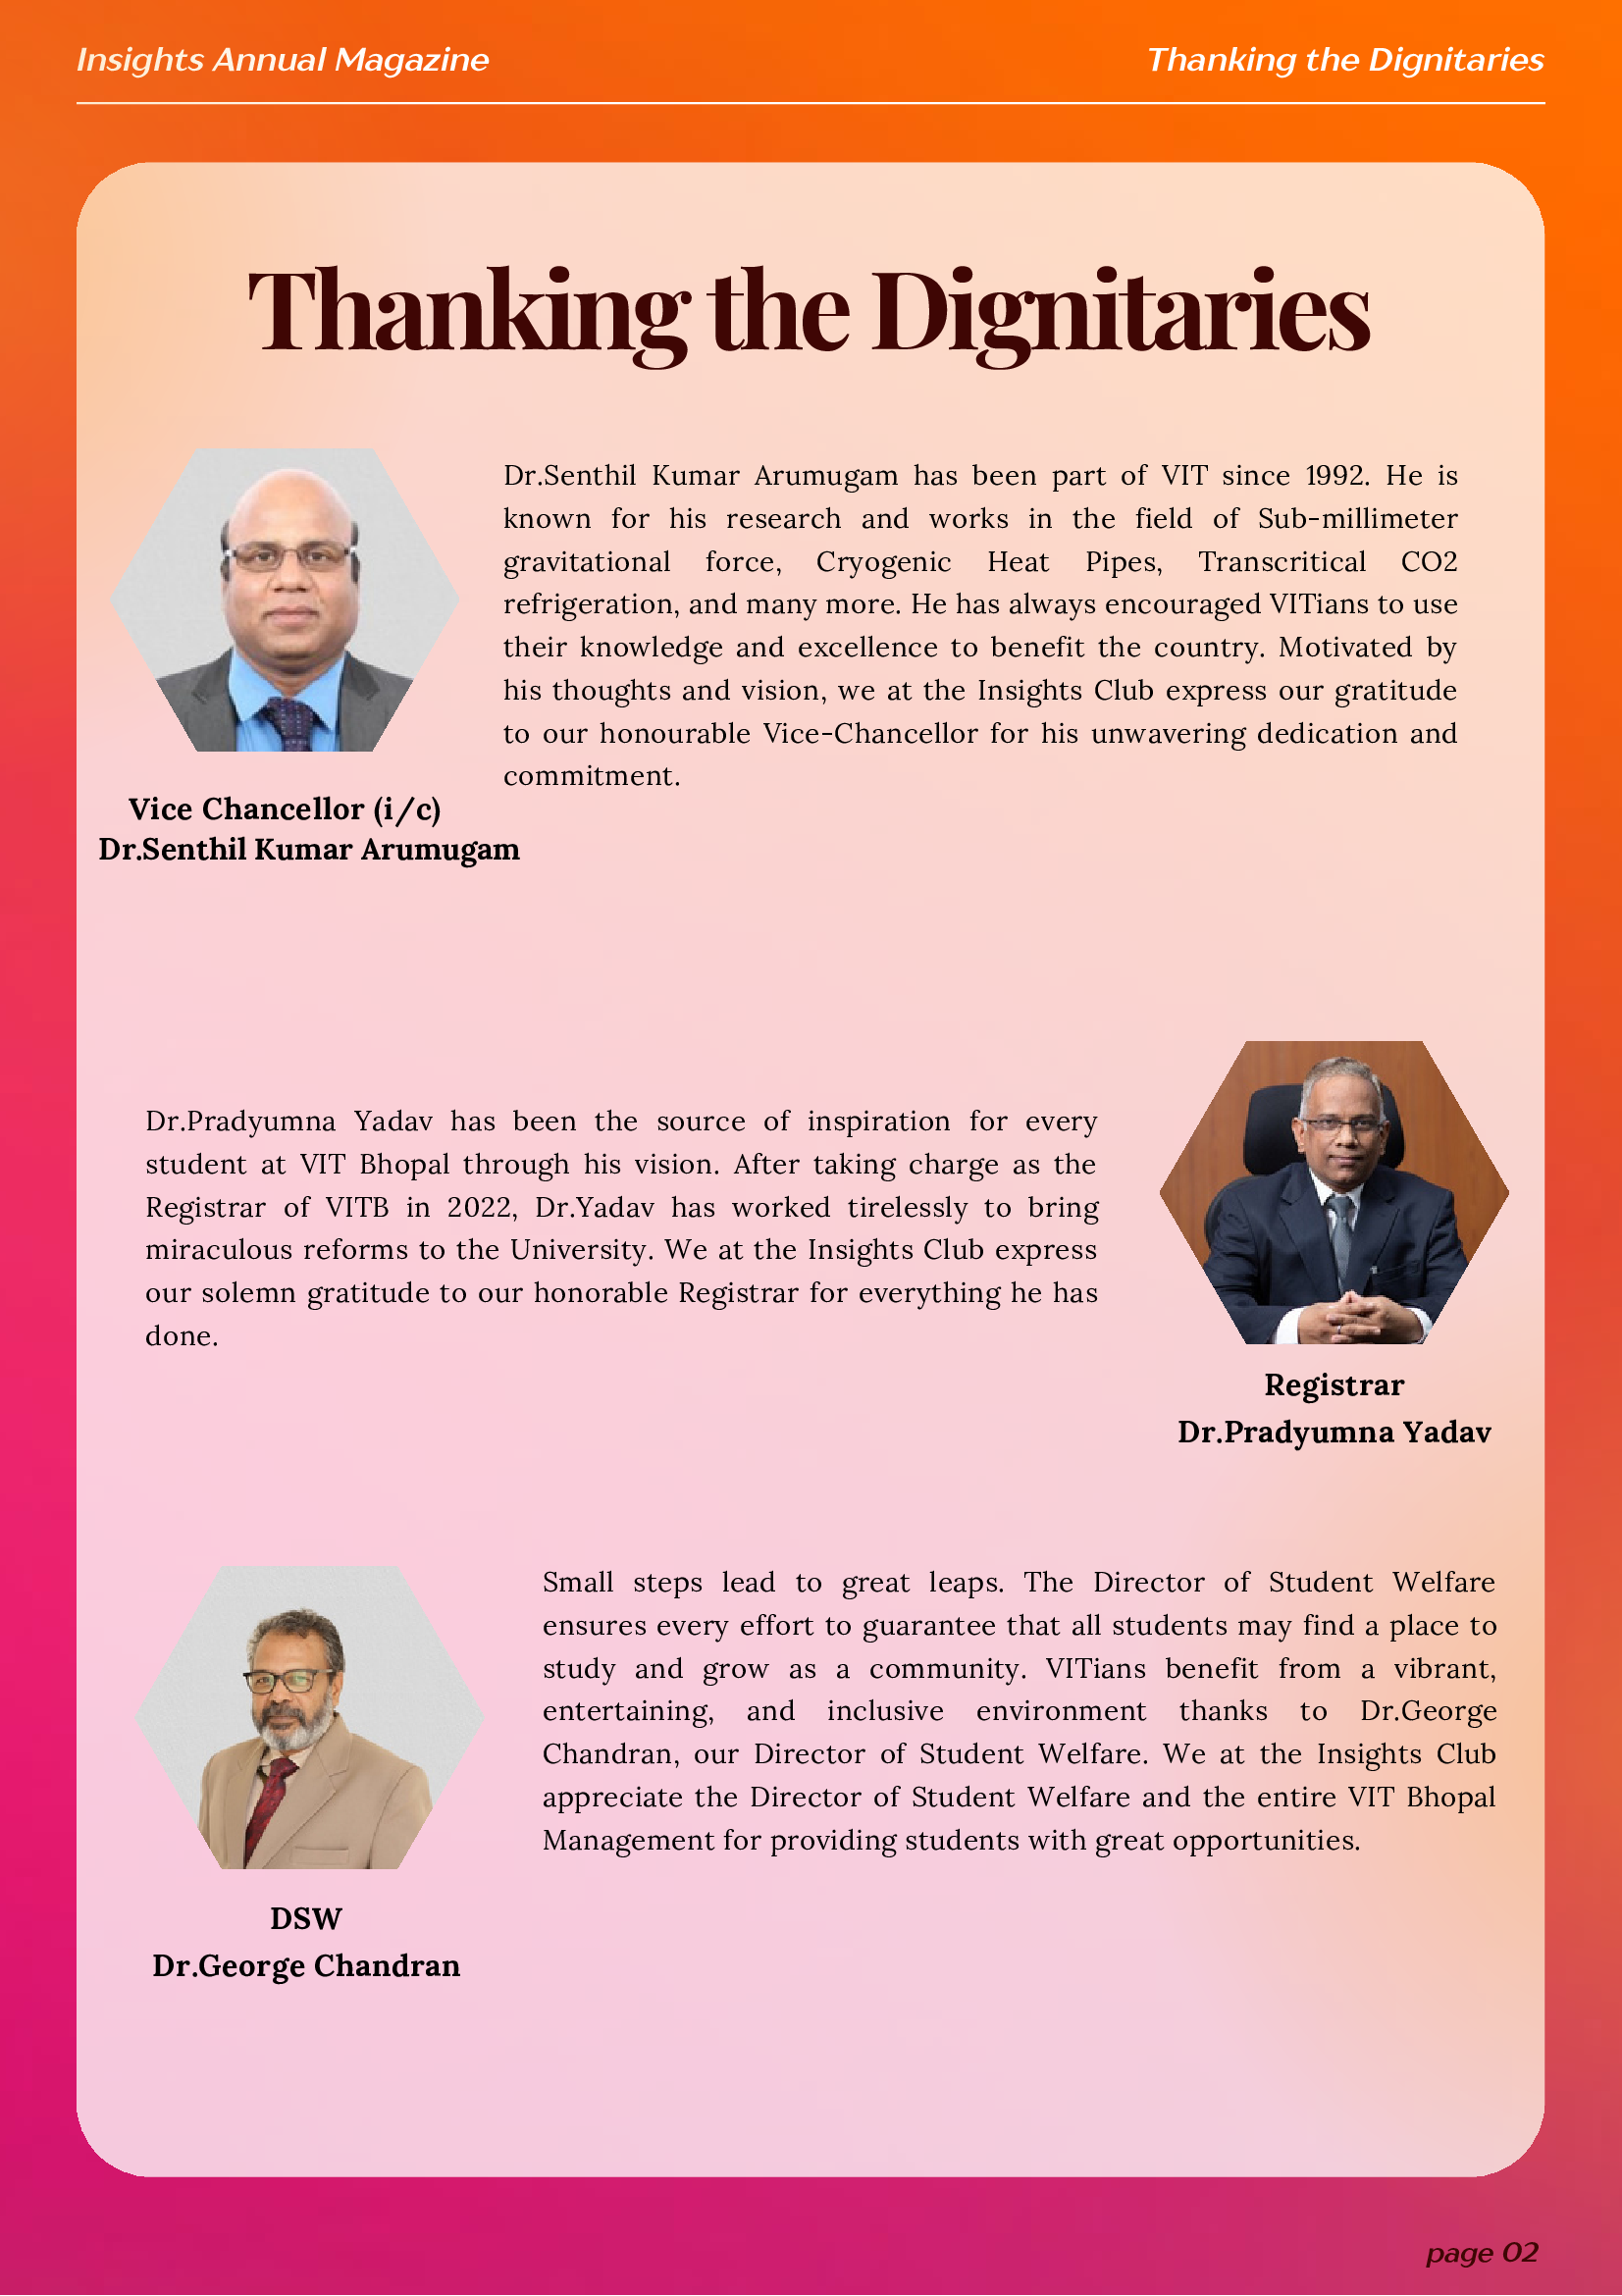 Insights Annual Magazine
Thanking the Dignitaries
Thanking the Dignitaries
Dr.Senthil Kumar Arumugam has been part of VIT since 1992. He is
known for his research and works in the field of Sub-millimeter
gravitational force, Cryogenic Heat Pipes, Transcritical CO2
refrigeration, and many more. He has always encouraged VITians to use
their knowledge and excellence to benefit the country. Motivated by
his thoughts and vision, we at the Insights Club express our gratitude
to our honourable Vice-Chancellor for his unwavering dedication and
commitment.
Vice Chancellor (i/c)
Dr.Senthil Kumar Arumugam
Dr.Pradyumna Yadav has been the source of inspiration for every
student at VIT Bhopal through his vision. After taking charge as the
Registrar of VITB in 2022, Dr.Yadav has worked tirelessly to bring
miraculous reforms to the University. We at the Insights Club express
our solemn gratitude to our honorable Registrar for everything he has
done.
Registrar
Dr.Pradyumna Yadav
Small steps lead to great leaps. The Director of Student Welfare
ensures every effort to guarantee that all students may find a place to
study and grow as a community. VITians benefit from a vibrant,
entertaining, and inclusive environment thanks to Dr.George
Chandran, our Director of Student Welfare. We at the Insights Club
appreciate the Director of Student Welfare and the entire VIT Bhopal
Management for providing students with great opportunities.
DSW
Dr.George Chandran
page 02